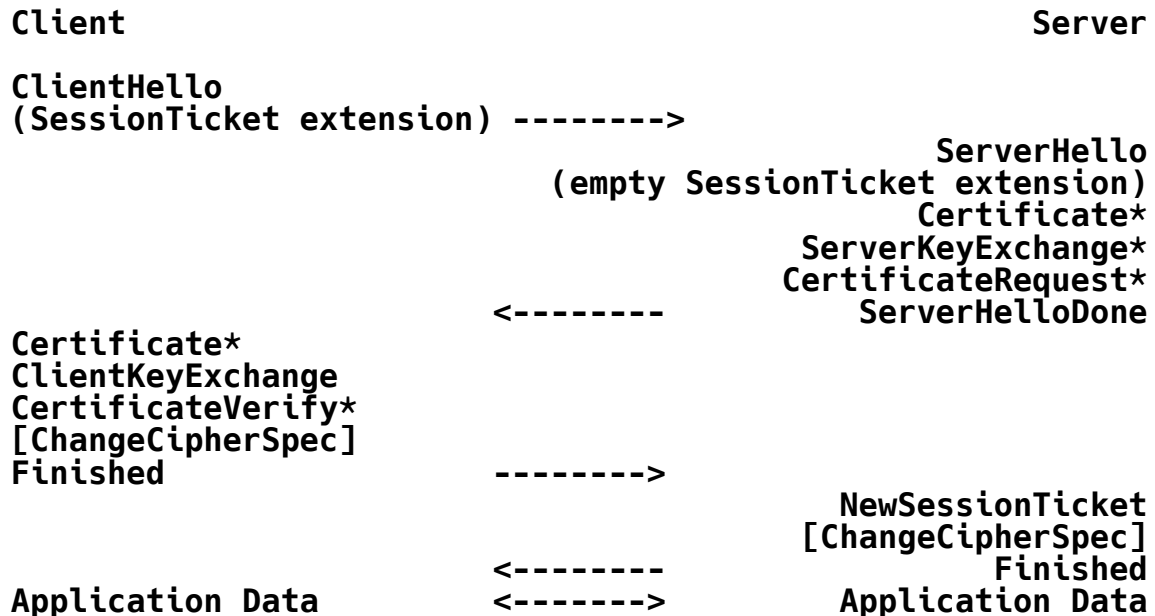 Client                                               Server

ClientHello
(SessionTicket extension) -------->
                                                ServerHello
                            (empty SessionTicket extension)
                                               Certificate*
                                         ServerKeyExchange*
                                        CertificateRequest*
                         <--------          ServerHelloDone
Certificate*
ClientKeyExchange
CertificateVerify*
[ChangeCipherSpec]
Finished                 -------->
                                           NewSessionTicket
                                         [ChangeCipherSpec]
                         <--------                 Finished
Application Data         <------->         Application Data